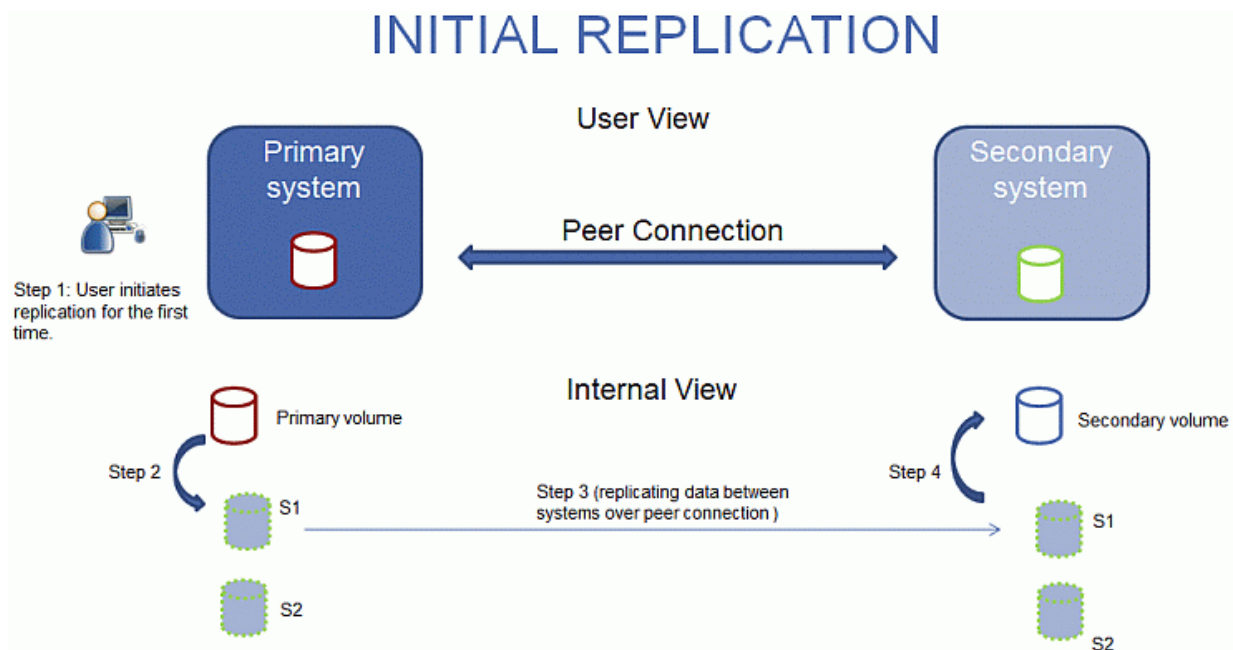 INITIAL REPLICATION
User View
Primary
system
Secondary
system
Peer Connection
Step 1: User initiates
replication for the first
time.
Internal View
Primary volume
Secondary volume
Step 2
Step 4
Step 3 (replicating data between
systems over peer connection )
S1
S1
S2
S2